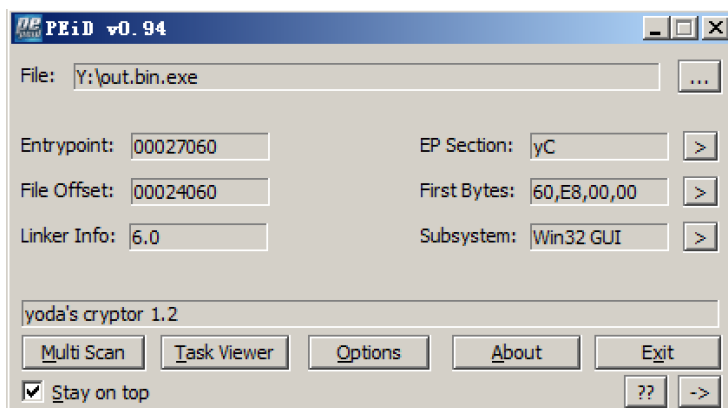 PEiD v0.94
File: Y:\out.bin.exe ...
Entrypoint: 00027060 EP Section: yC >
File Offset: 00024060 First Bytes: 60,E8,00,00 >
Linker Info: 6.0 Subsystem: Win32 GUI >
yoda's cryptor 1.2
Multi Scan Task Viewer Options About Exit
Stay on top ?? ->